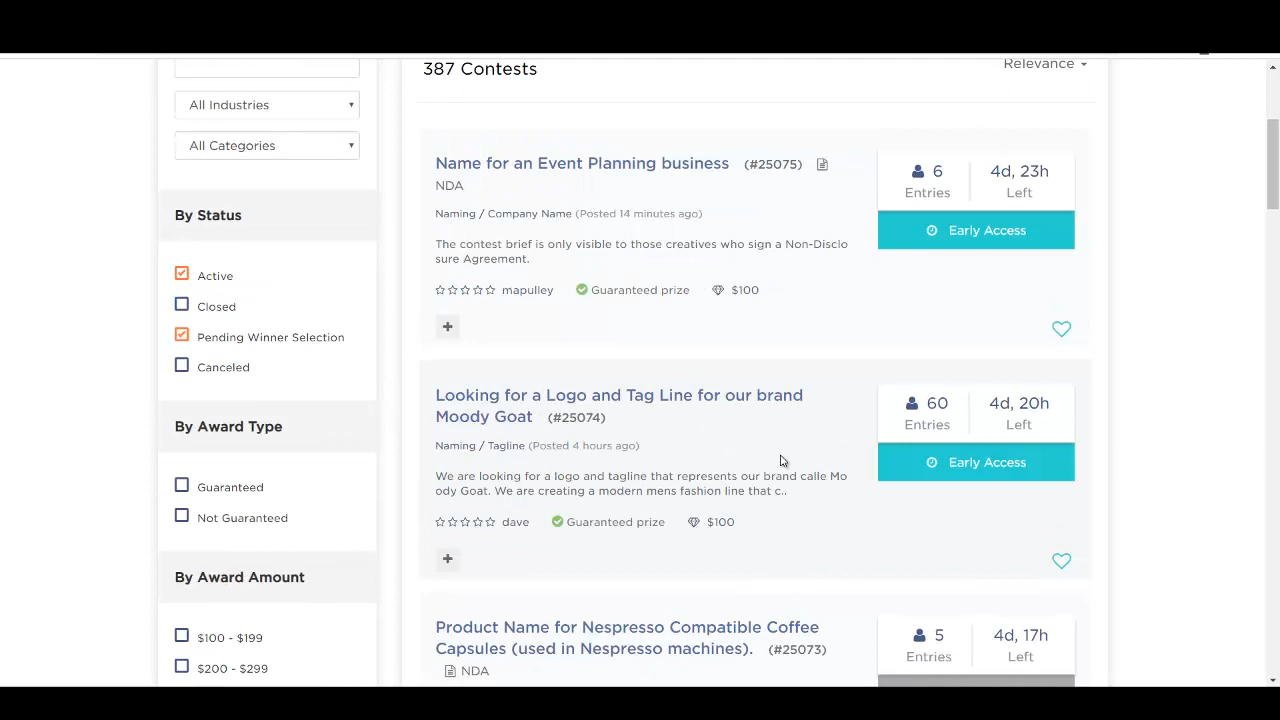 387 Contests
Relevance
All Industries
All Categories
By Status
Active
Closed
Pending Winner Selection
Canceled
By Award Type
Guaranteed
Not Guaranteed
By Award Amount
$100 - $199
$200 - $299
Name for an Event Planning business (#25075)
NDA
Naming / Company Name (Posted 14 minutes ago)
The contest brief is only visible to those creatives who sign a Non-Disclo
sure Agreement.
mapulley Guaranteed prize $100
+
6 4d, 23h
Entries Left
Early Access
Looking for a Logo and Tag Line for our brand
Moody Goat (#25074)
Naming / Tagline (Posted 4 hours ago)
We are looking for a logo and tagline that represents our brand calle Mo
ody Goat. We are creating a modern mens fashion line that c..
dave Guaranteed prize $100
+
60 4d, 20h
Entries Left
Early Access
Product Name for Nespresso Compatible Coffee
Capsules (used in Nespresso machines). (#25073)
NDA
5 4d, 17h
Entries Left